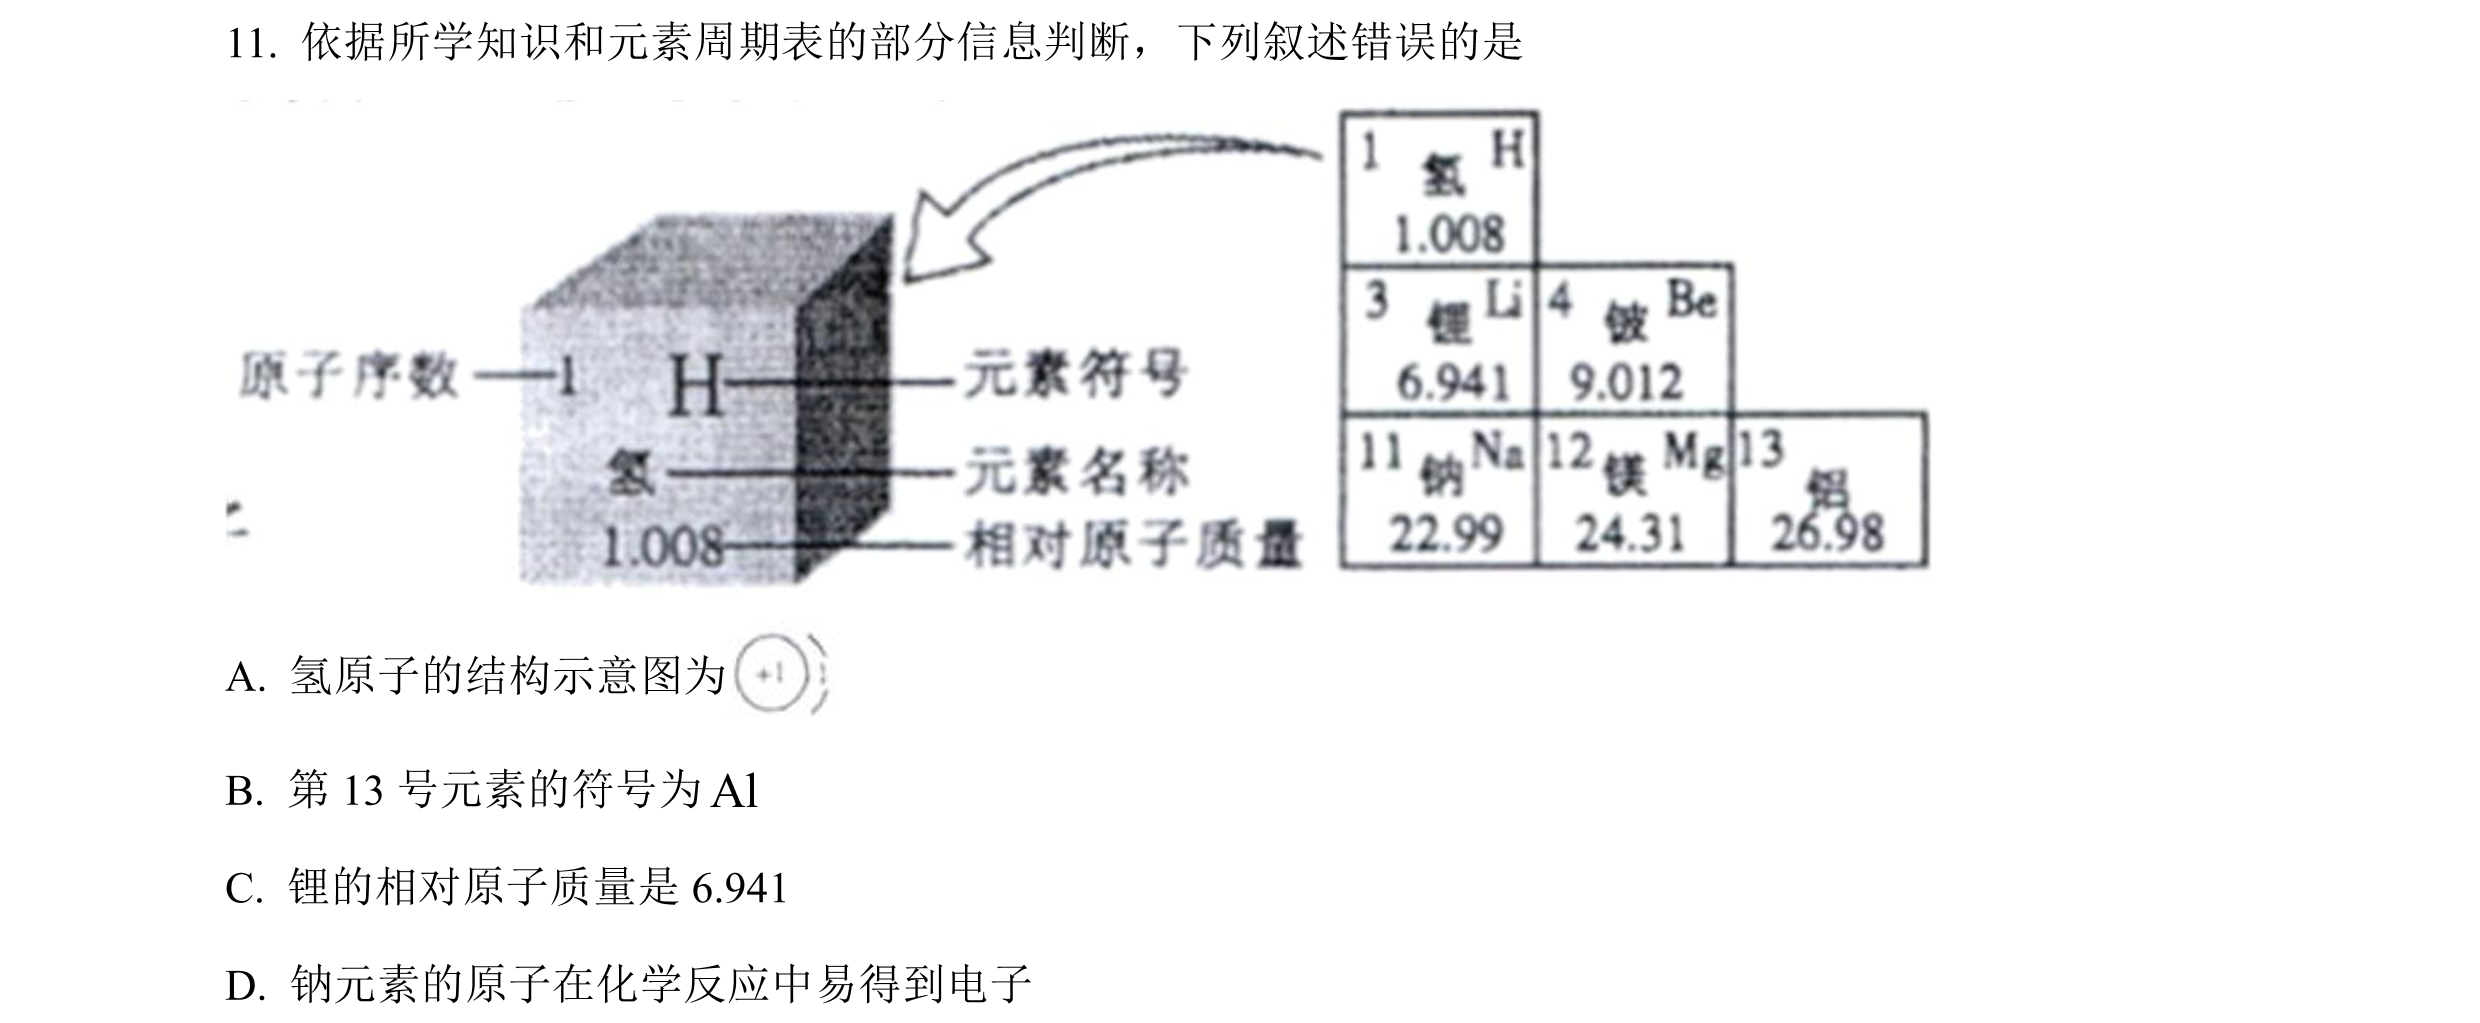 11. 依据所学知识和元素周期表的部分信息判断，下列叙述错误的是
原子序数
1 H
氢
1.008
元素符号
元素名称
相对原子质量
1 氢 H
1.008
3 锂 Li 4 铍 Be
6.941 9.012
11 钠 Na 12 镁 Mg 13 铝
22.99 24.31 26.98
A. 氢原子的结构示意图为 +1 1
B. 第 13 号元素的符号为 Al
C. 锂的相对原子质量是 6.941
D. 钠元素的原子在化学反应中易得到电子